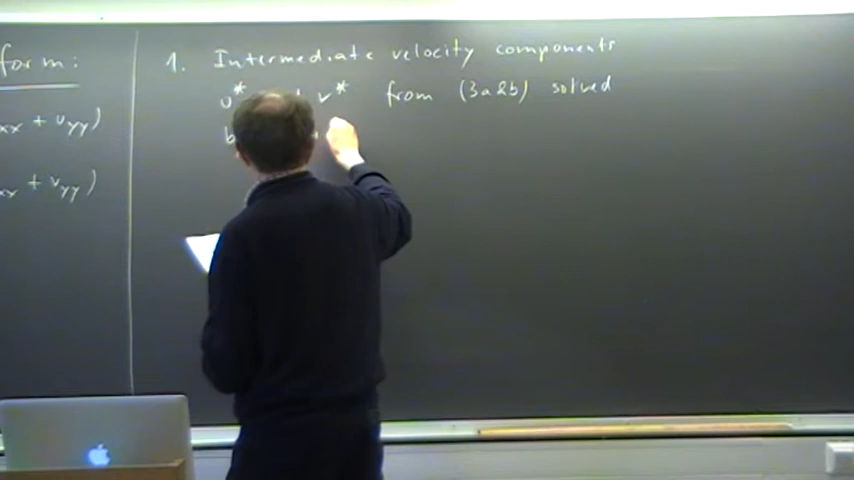 form:
xx + uyy)
xx + vyy)
1. Intermediate velocity components
u* v* from (3a&b) solved
b